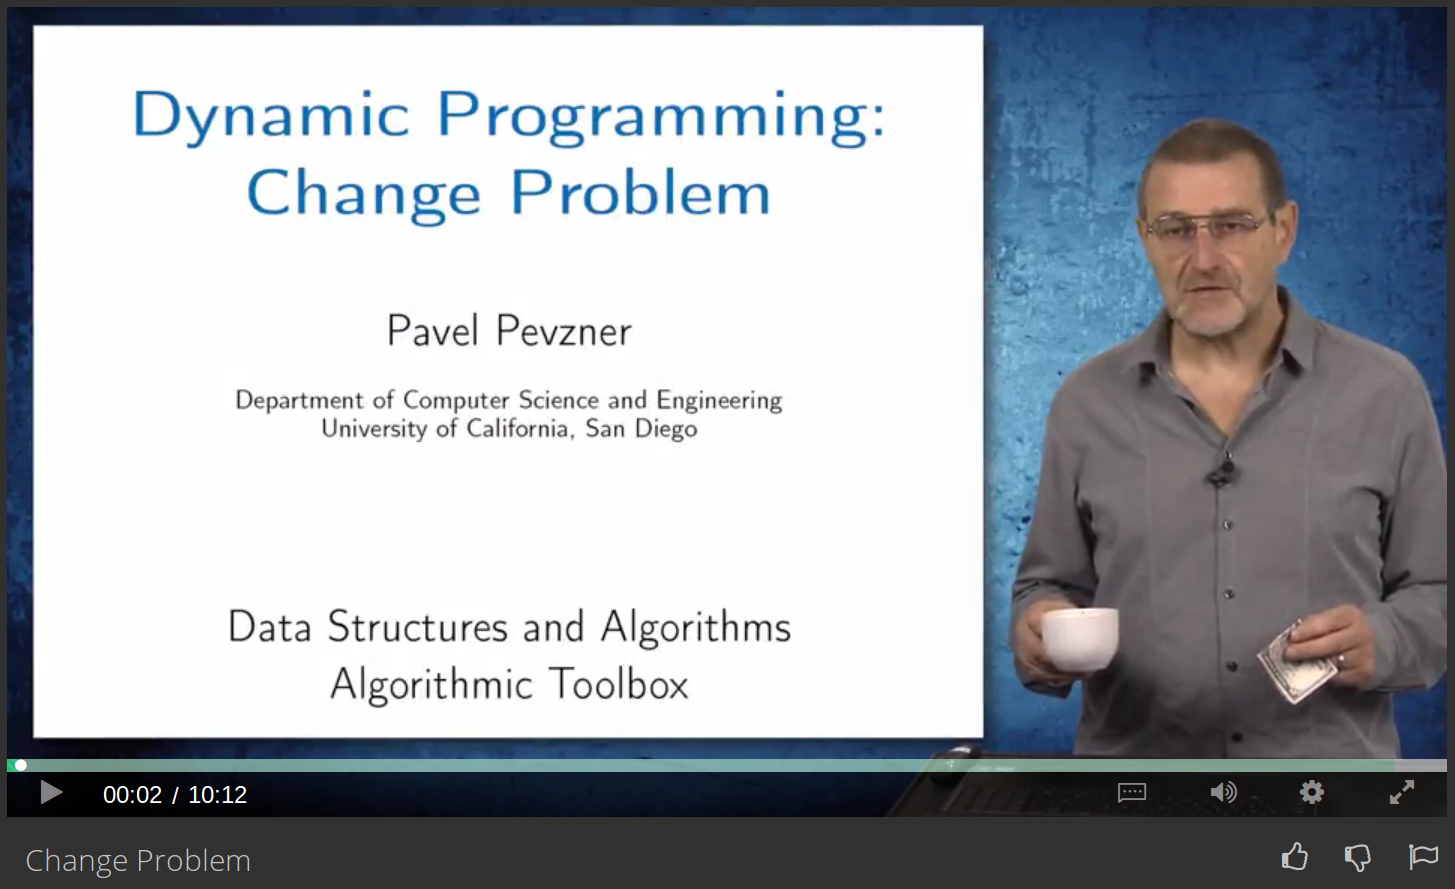 Dynamic Programming:
Change Problem
Pavel Pevzner
Department of Computer Science and Engineering
University of California, San Diego
Data Structures and Algorithms
Algorithmic Toolbox
00:02 / 10:12
Change Problem